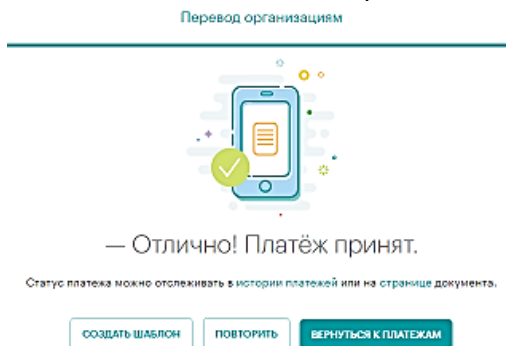 Перевод организациям
— Отлично! Платёж принят.
Статус платежа можно отслеживать в истории платежей или на странице документа.
СОЗДАТЬ ШАБЛОН
ПОВТОРИТЬ
ВЕРНУТЬСЯ К ПЛАТЕЖАМ